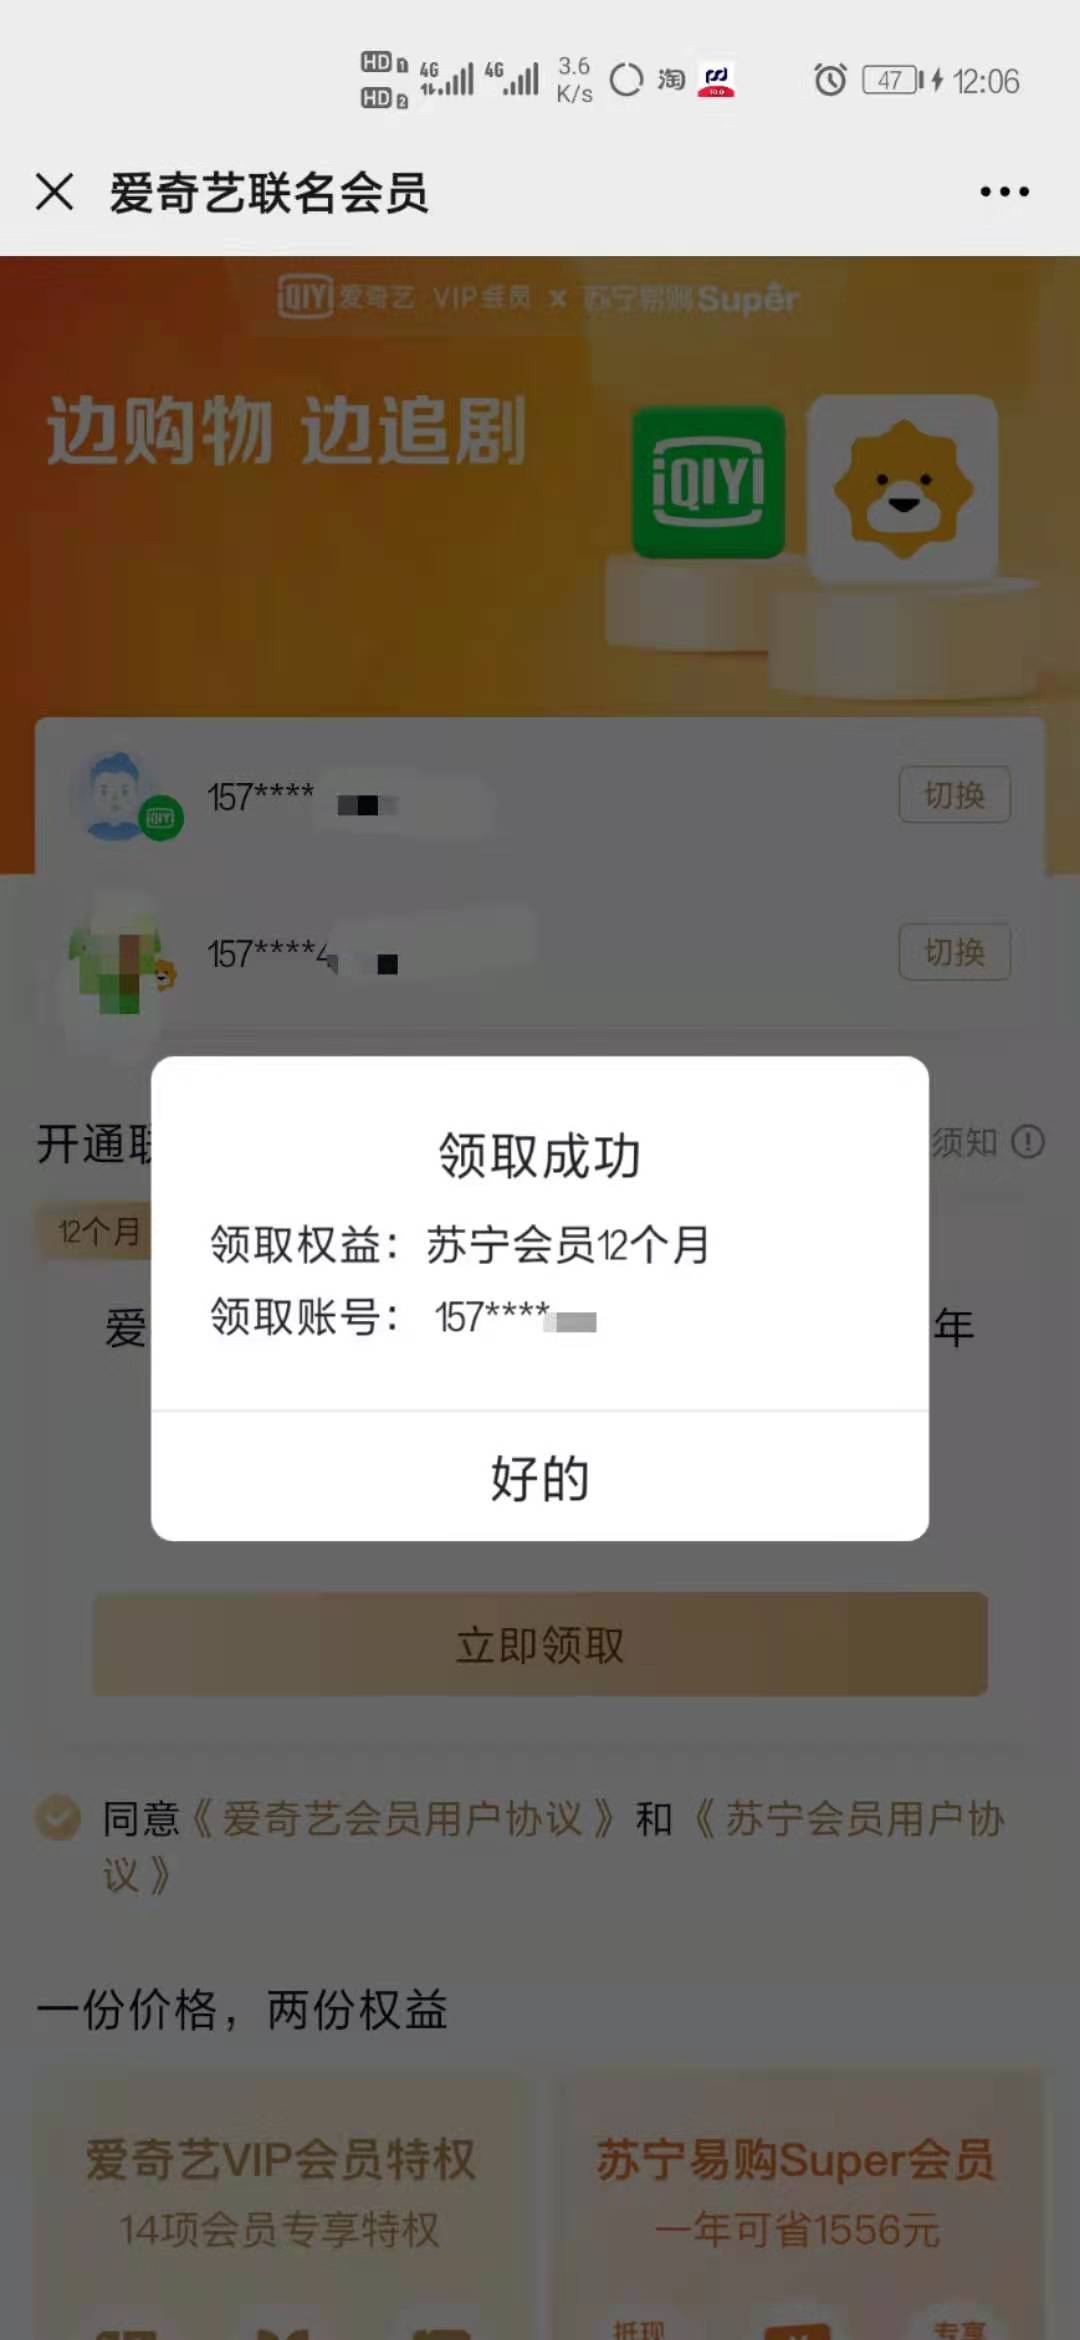 HD 1 4G 4G 3.6 淘 10.0 47 12:06
HD 2 K/s
爱奇艺联名会员
iQIYI 爱奇艺 VIP会员 x 苏宁易购Super
边购物 边追剧
iQIYI
157****
切换
iQIYI
157****4
切换
开通联
须知
12个月
领取成功
领取权益：苏宁会员12个月
领取账号：157****
爱
年
好的
立即领取
同意《爱奇艺会员用户协议》和《苏宁会员用户协
议》
一份价格，两份权益
爱奇艺VIP会员特权
14项会员专享特权
苏宁易购Super会员
一年可省1556元
抵现
专享